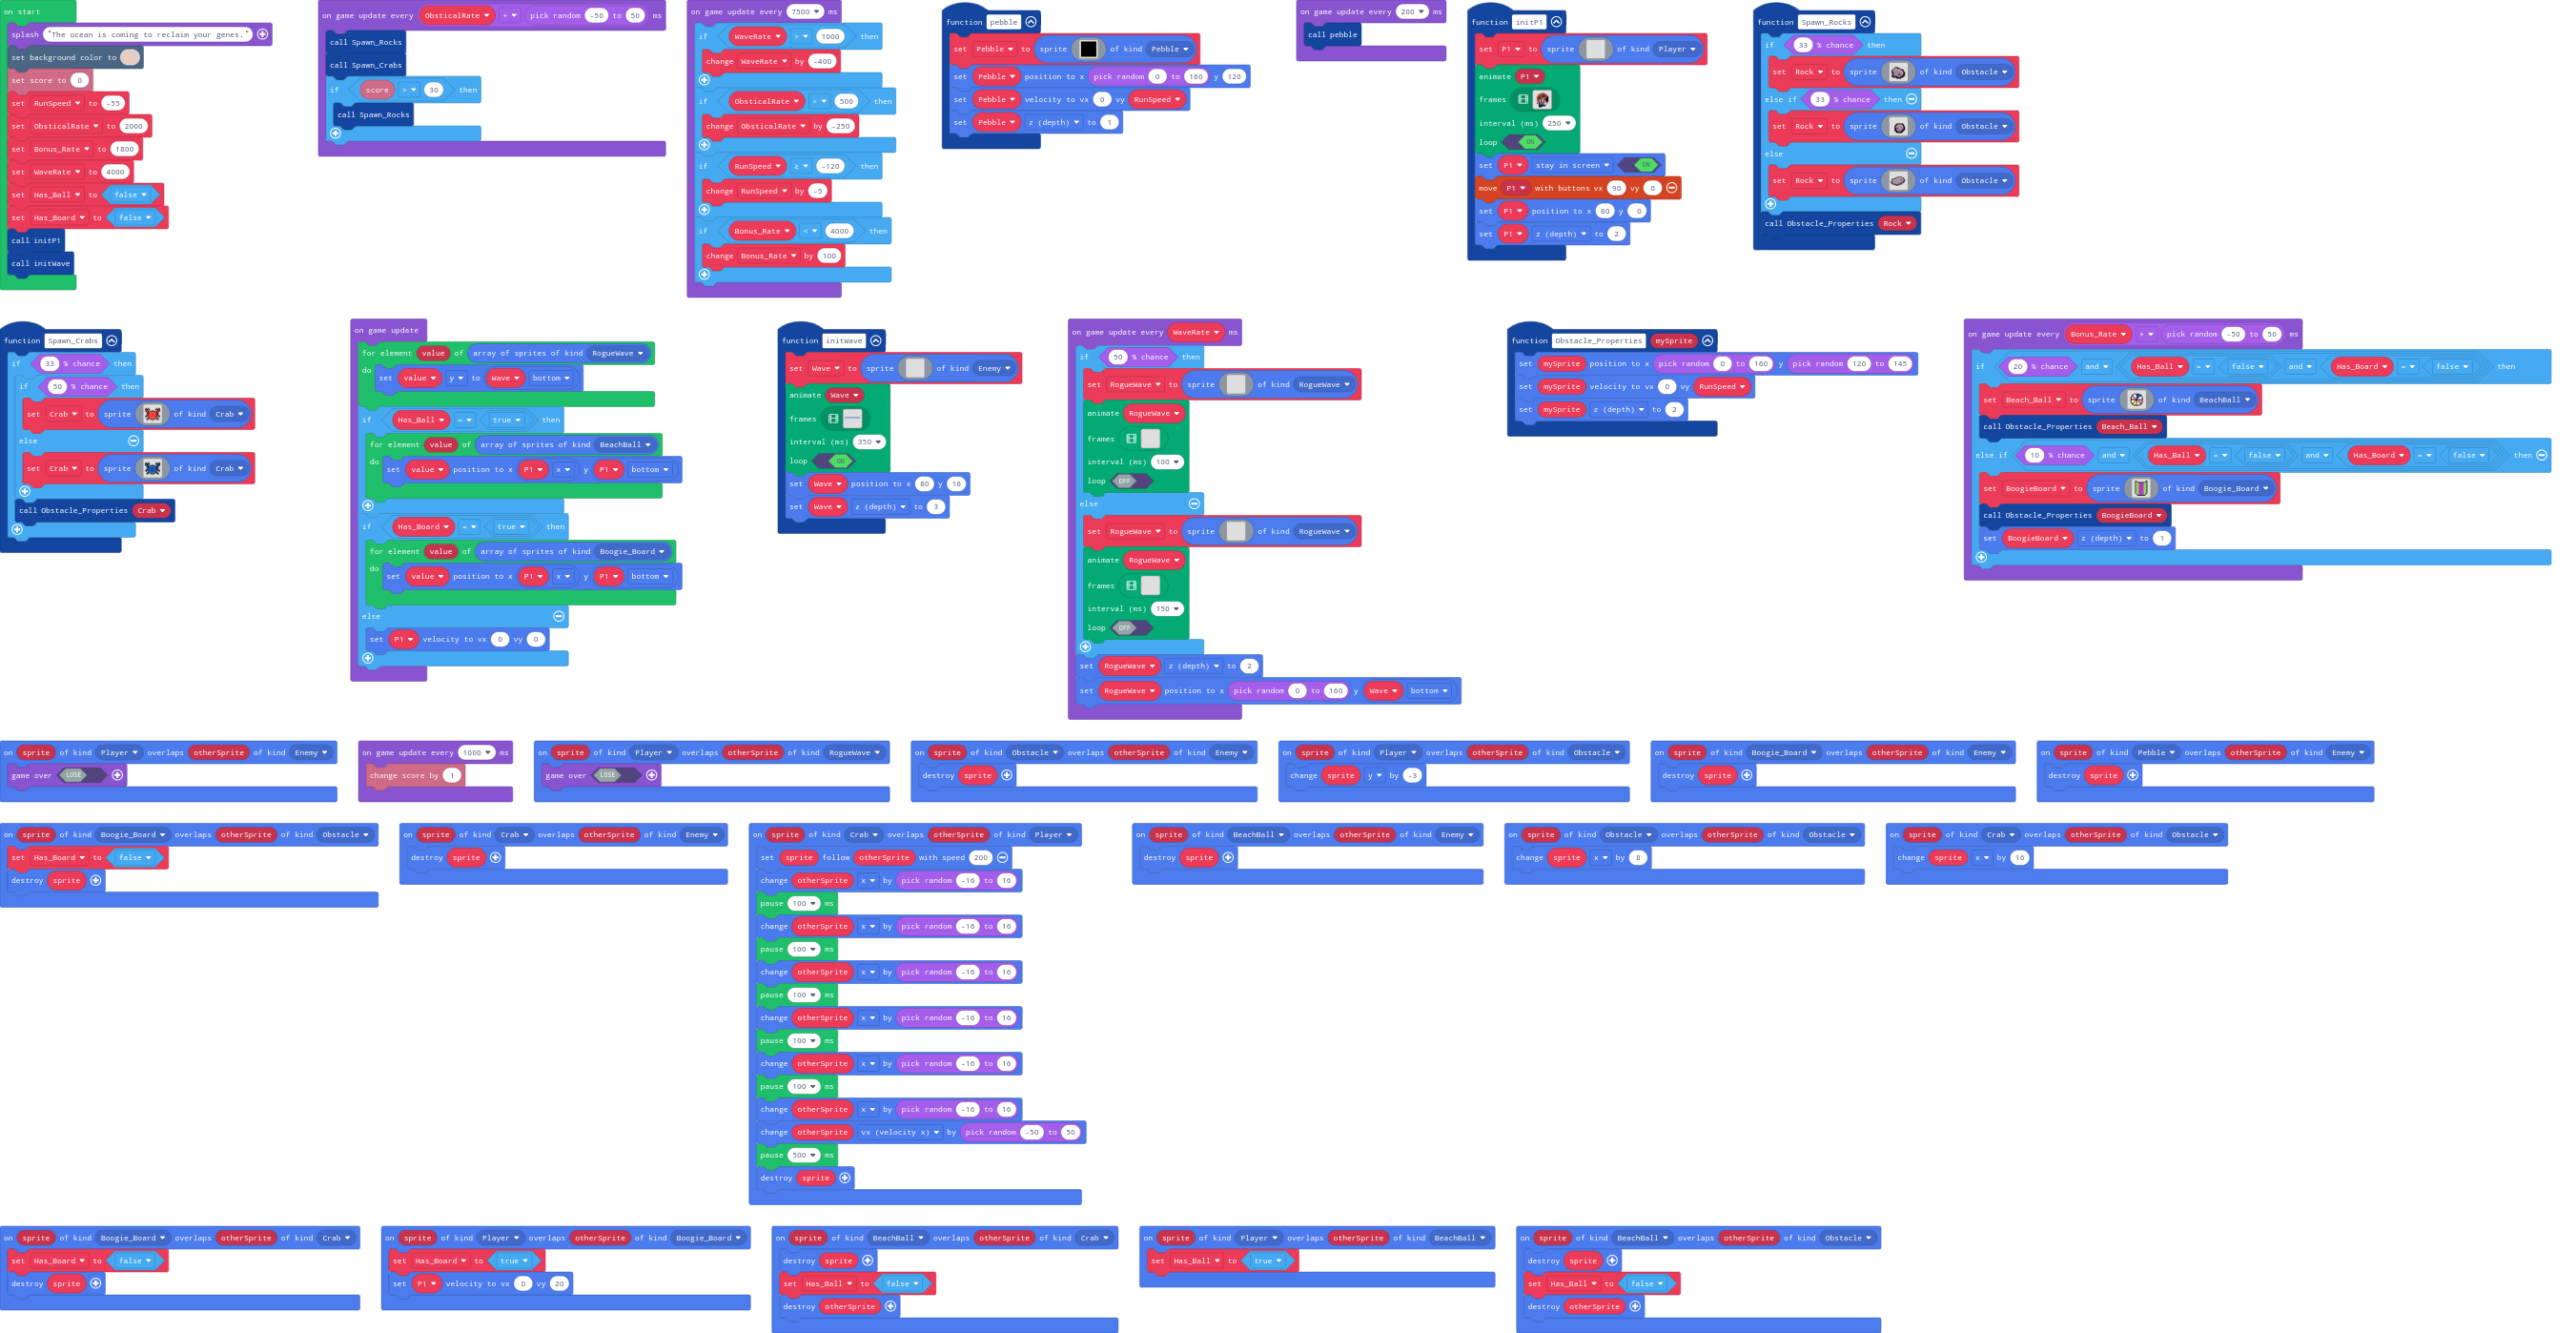 on start
splash "The ocean is coming to reclaim your genes."
set background color to
set score to 0
set RunSpeed to -55
set ObsticalRate to 2000
set Bonus_Rate to 1800
set WaveRate to 4000
set Has_Ball to false
set Has_Board to false
call initP1
call initWave
on game update every ObsticalRate + pick random -50 to 50 ms
call Spawn_Rocks
call Spawn_Crabs
if score > 30 then
call Spawn_Rocks
on game update every 7500 ms
if WaveRate > 1000 then
change WaveRate by -400
if ObsticalRate > 500 then
change ObsticalRate by -250
if RunSpeed ≥ -120 then
change RunSpeed by -5
if Bonus_Rate < 4000 then
change Bonus_Rate by 100
function pebble
set Pebble to sprite of kind Pebble
set Pebble position to x pick random 0 to 160 y 120
set Pebble velocity to vx 0 vy RunSpeed
set Pebble z (depth) to 1
on game update every 200 ms
call pebble
function initP1
set P1 to sprite of kind Player
animate P1
frames
interval (ms) 250
loop ON
set P1 stay in screen ON
move P1 with buttons vx 90 vy 0
set P1 position to x 80 y 0
set P1 z (depth) to 2
function Spawn_Rocks
if 33 % chance then
set Rock to sprite of kind Obstacle
else if 33 % chance then
set Rock to sprite of kind Obstacle
else
set Rock to sprite of kind Obstacle
call Obstacle_Properties Rock
function Spawn_Crabs
if 33 % chance then
if 50 % chance then
set Crab to sprite of kind Crab
else
set Crab to sprite of kind Crab
call Obstacle_Properties Crab
on game update
for element value of array of sprites of kind RogueWave
do
set value y to Wave bottom
if Has_Ball = true then
for element value of array of sprites of kind BeachBall
do set value position to x P1 x y P1 bottom
if Has_Board = true then
for element value of array of sprites of kind Boogie_Board
do set value position to x P1 x y P1 bottom
else
set P1 velocity to vx 0 vy 0
function initWave
set Wave to sprite of kind Enemy
animate Wave
frames
interval (ms) 350
loop ON
set Wave position to x 80 y 16
set Wave z (depth) to 3
on game update every WaveRate ms
if 50 % chance then
set RogueWave to sprite of kind RogueWave
animate RogueWave
frames
interval (ms) 100
loop OFF
else
set RogueWave to sprite of kind RogueWave
animate RogueWave
frames
interval (ms) 150
loop OFF
set RogueWave z (depth) to 2
set RogueWave position to x pick random 0 to 160 y Wave bottom
function Obstacle_Properties mySprite
set mySprite position to x pick random 0 to 160 y pick random 120 to 145
set mySprite velocity to vx 0 vy RunSpeed
set mySprite z (depth) to 2
on game update every Bonus_Rate + pick random -50 to 50 ms
if 20 % chance and Has_Ball = false and Has_Board = false then
set Beach_Ball to sprite of kind BeachBall
call Obstacle_Properties Beach_Ball
else if 10 % chance and Has_Ball = false and Has_Board = false then
set BoogieBoard to sprite of kind Boogie_Board
call Obstacle_Properties BoogieBoard
set BoogieBoard z (depth) to 1
on sprite of kind Player overlaps otherSprite of kind Enemy
game over LOSE
on game update every 1000 ms
change score by 1
on sprite of kind Player overlaps otherSprite of kind RogueWave
game over LOSE
on sprite of kind Obstacle overlaps otherSprite of kind Enemy
destroy sprite
on sprite of kind Player overlaps otherSprite of kind Obstacle
change sprite y by -3
on sprite of kind Boogie_Board overlaps otherSprite of kind Enemy
destroy sprite
on sprite of kind Pebble overlaps otherSprite of kind Enemy
destroy sprite
on sprite of kind Boogie_Board overlaps otherSprite of kind Obstacle
set Has_Board to false
destroy sprite
on sprite of kind Crab overlaps otherSprite of kind Enemy
destroy sprite
on sprite of kind Crab overlaps otherSprite of kind Player
set sprite follow otherSprite with speed 200
change otherSprite x by pick random -16 to 16
pause 100 ms
change otherSprite x by pick random -16 to 16
pause 100 ms
change otherSprite x by pick random -16 to 16
pause 100 ms
change otherSprite x by pick random -16 to 16
pause 100 ms
change otherSprite x by pick random -16 to 16
pause 100 ms
change otherSprite x by pick random -16 to 16
change otherSprite vx (velocity x) by pick random -50 to 50
pause 500 ms
destroy sprite
on sprite of kind BeachBall overlaps otherSprite of kind Enemy
destroy sprite
on sprite of kind Obstacle overlaps otherSprite of kind Obstacle
change sprite x by 8
on sprite of kind Crab overlaps otherSprite of kind Obstacle
change sprite x by 16
on sprite of kind Boogie_Board overlaps otherSprite of kind Crab
set Has_Board to false
destroy sprite
on sprite of kind Player overlaps otherSprite of kind Boogie_Board
set Has_Board to true
set P1 velocity to vx 0 vy 20
on sprite of kind BeachBall overlaps otherSprite of kind Crab
destroy sprite
set Has_Ball to false
destroy otherSprite
on sprite of kind Player overlaps otherSprite of kind BeachBall
set Has_Ball to true
on sprite of kind BeachBall overlaps otherSprite of kind Obstacle
destroy sprite
set Has_Ball to false
destroy otherSprite